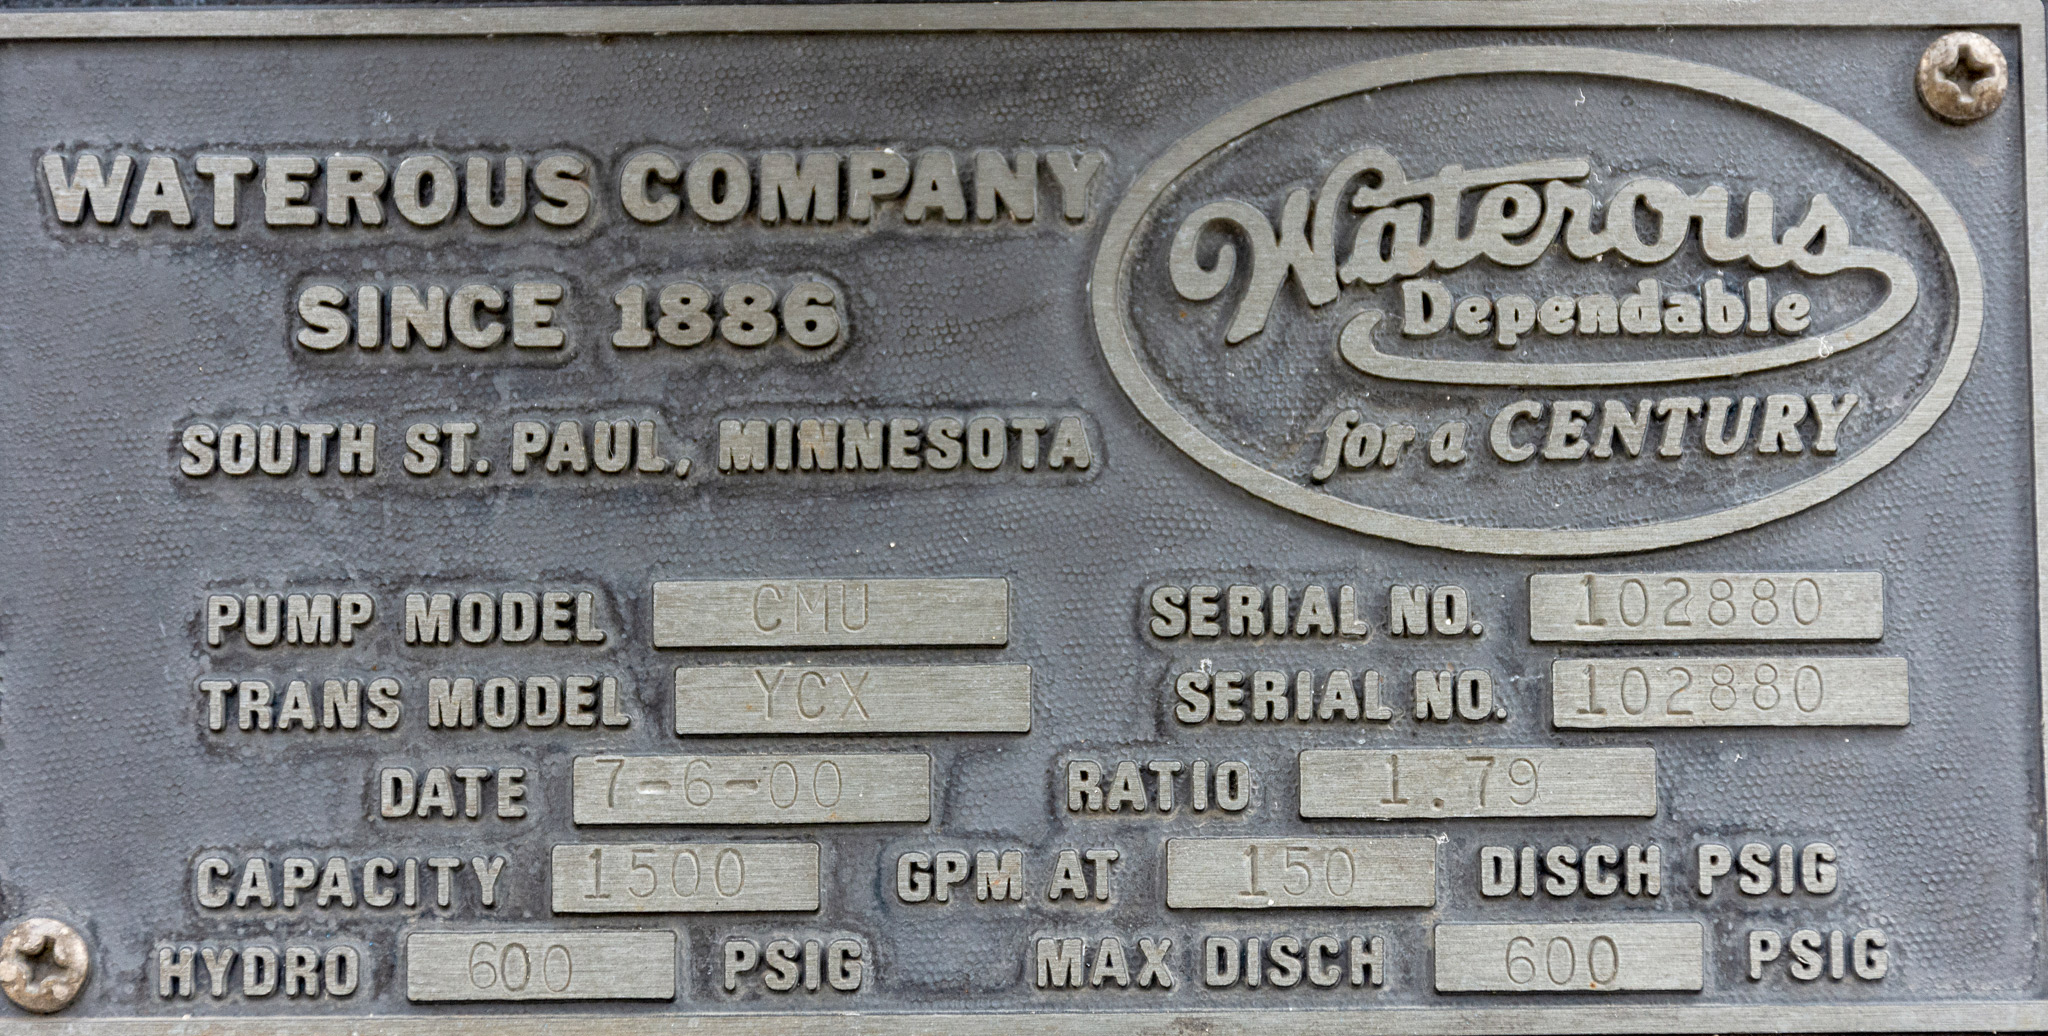 WATEROUS COMPANY
SINCE 1886
SOUTH ST. PAUL, MINNESOTA
Waterous
Dependable
for a CENTURY
PUMP MODEL CMU SERIAL NO. 102880
TRANS MODEL YCX SERIAL NO. 102880
DATE 7-6-00 RATIO 1.79
CAPACITY 1500 GPM AT 150 DISCH PSIG
HYDRO 600 PSIG MAX DISCH 600 PSIG